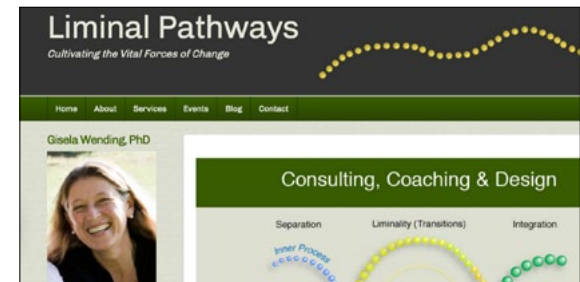 Liminal Pathways
Cultivating the Vital Forces of Change
Home About Services Events Blog Contact
Gisela Wending, PhD
Consulting, Coaching & Design
Separation Liminality (Transitions) Integration
Inner Process